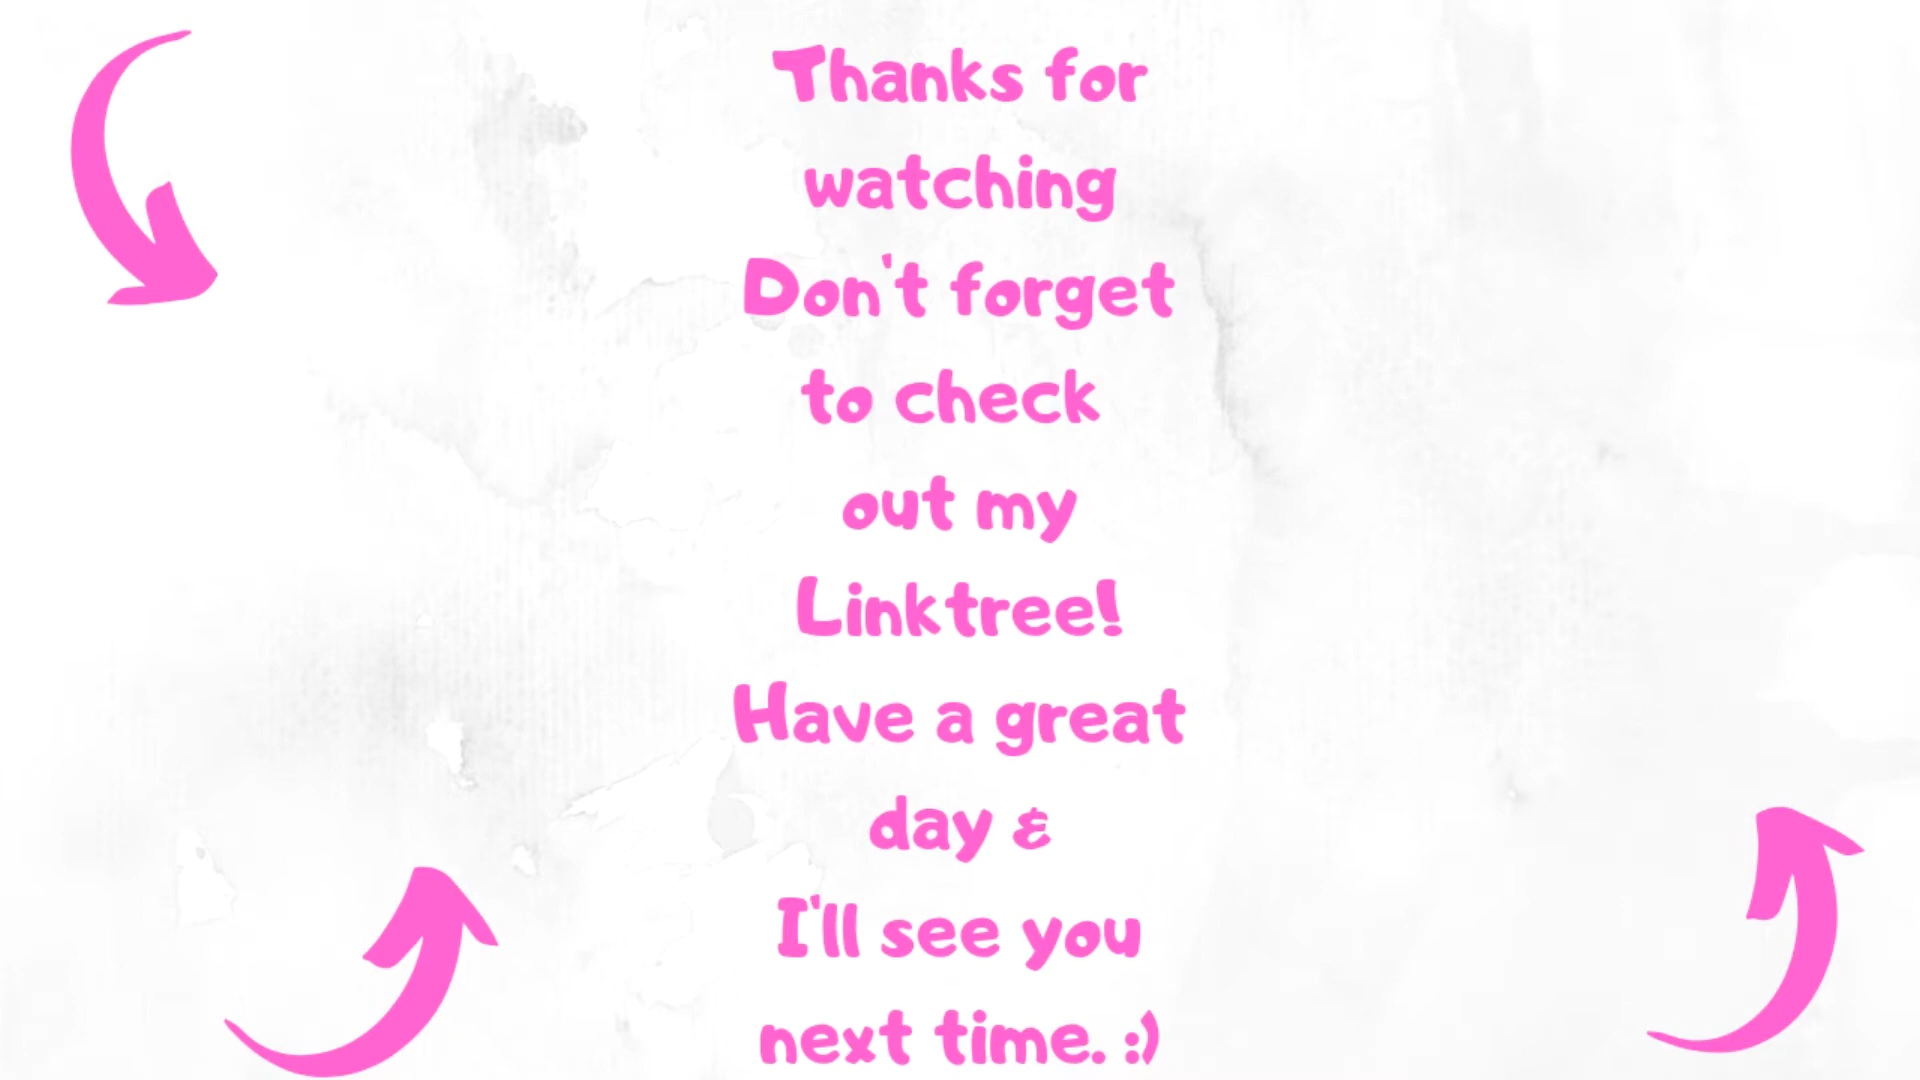 Thanks for
watching
Don't forget
to check
out my
Linktree!
Have a great
day &
I'll see you
next time. :)